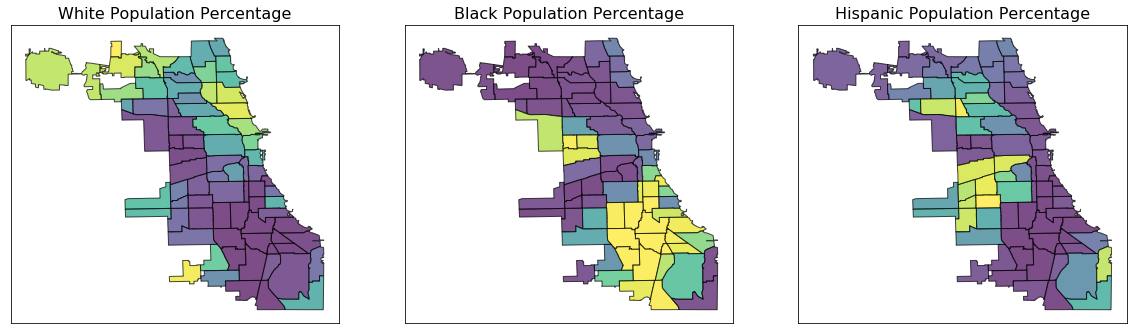 White Population Percentage
Black Population Percentage
Hispanic Population Percentage